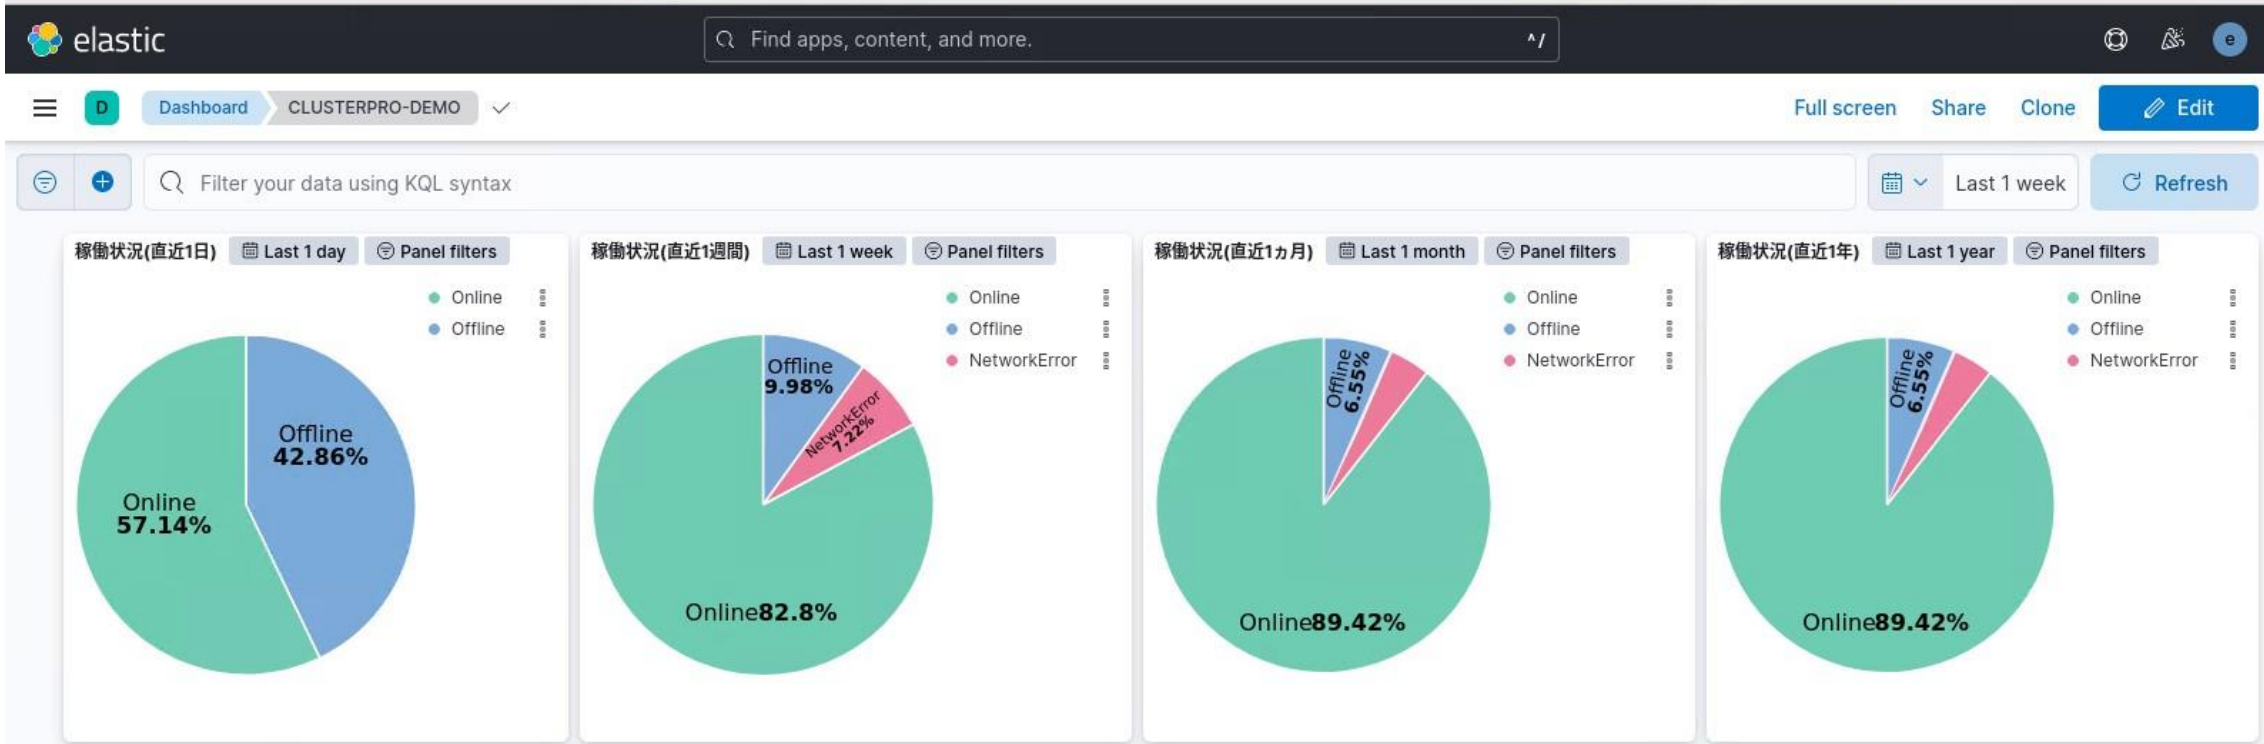 elastic
Find apps, content, and more.
^/
e
D
Dashboard
CLUSTERPRO-DEMO
Full screen
Share
Clone
Edit
Filter your data using KQL syntax
Last 1 week
Refresh
稼働状況(直近1日)
Last 1 day
Panel filters
Online
Offline
Offline
42.86%
Online
57.14%
稼働状況(直近1週間)
Last 1 week
Panel filters
Online
Offline
NetworkError
Offline
9.98%
NetworkError
7.22%
Online82.8%
稼働状況(直近1ヵ月)
Last 1 month
Panel filters
Online
Offline
NetworkError
Offline
6.55%
Online89.42%
稼働状況(直近1年)
Last 1 year
Panel filters
Online
Offline
NetworkError
Offline
6.55%
Online89.42%